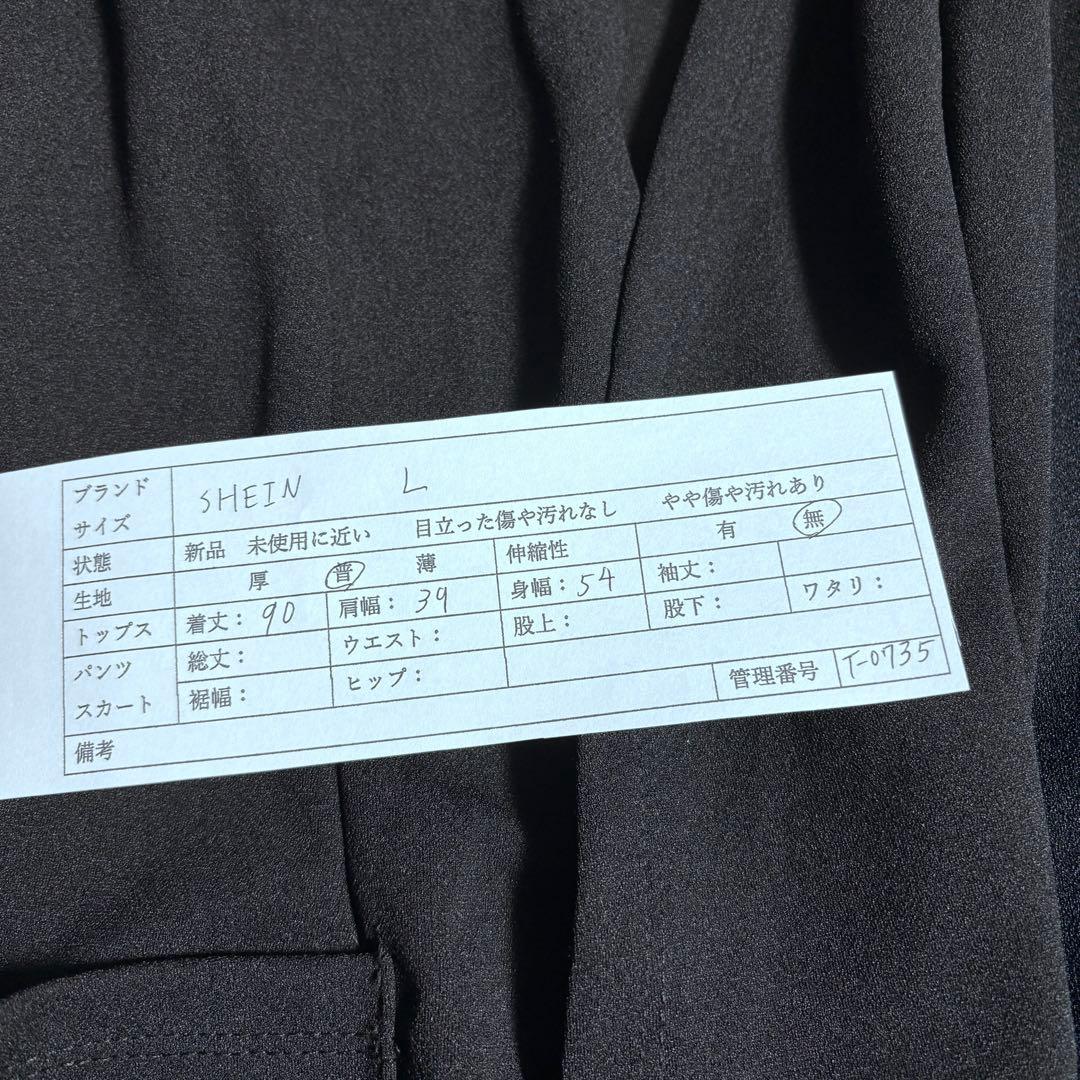 ブランド SHEIN L
サイズ
状態 新品 未使用に近い 目立った傷や汚れなし やや傷や汚れあり
生地 厚 普 薄 伸縮性 有 無
トップス 着丈：90 肩幅：39 身幅：54 袖丈：
パンツ 総丈： ウエスト： 股上： 股下： ワタリ：
スカート 裾幅： ヒップ：
備考 管理番号 T-0735